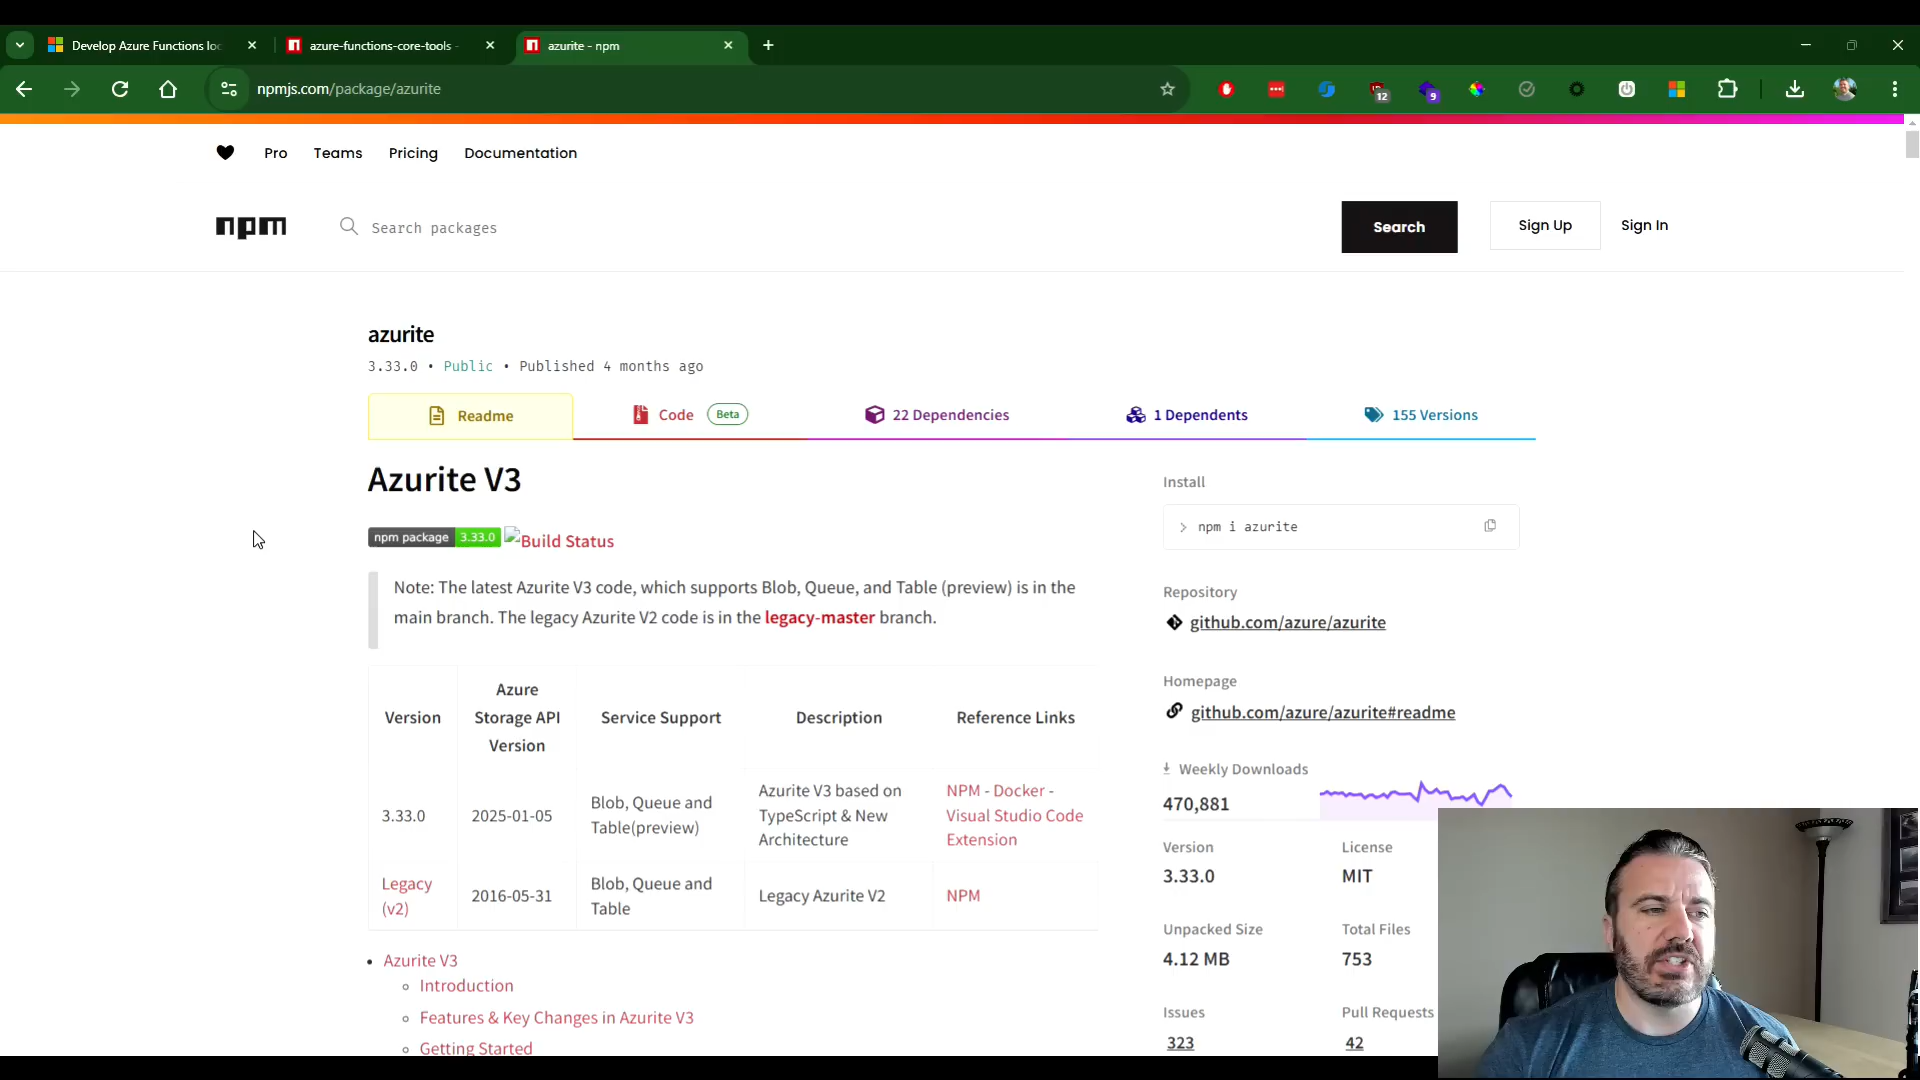 Develop Azure Functions loc
azure-functions-core-tools -
azurite - npm
npmjs.com/package/azurite
12
9
Pro
Teams
Pricing
Documentation
npm
Search packages
Search
Sign Up
Sign In
azurite
3.33.0 • Public • Published 4 months ago
Readme
Code
Beta
22 Dependencies
1 Dependents
155 Versions
Azurite V3
npm package 3.33.0
Build Status
Note: The latest Azurite V3 code, which supports Blob, Queue, and Table (preview) is in the
main branch. The legacy Azurite V2 code is in the legacy-master branch.
Version
Azure
Storage API
Version
Service Support
Description
Reference Links
3.33.0
2025-01-05
Blob, Queue and
Table(preview)
Azurite V3 based on
TypeScript & New
Architecture
NPM - Docker -
Visual Studio Code
Extension
Legacy
(v2)
2016-05-31
Blob, Queue and
Table
Legacy Azurite V2
NPM
• Azurite V3
Introduction
Features & Key Changes in Azurite V3
Getting Started
Install
> npm i azurite
Repository
github.com/azure/azurite
Homepage
github.com/azure/azurite#readme
Weekly Downloads
470,881
Version
3.33.0
License
MIT
Unpacked Size
4.12 MB
Total Files
753
Issues
323
Pull Requests
42